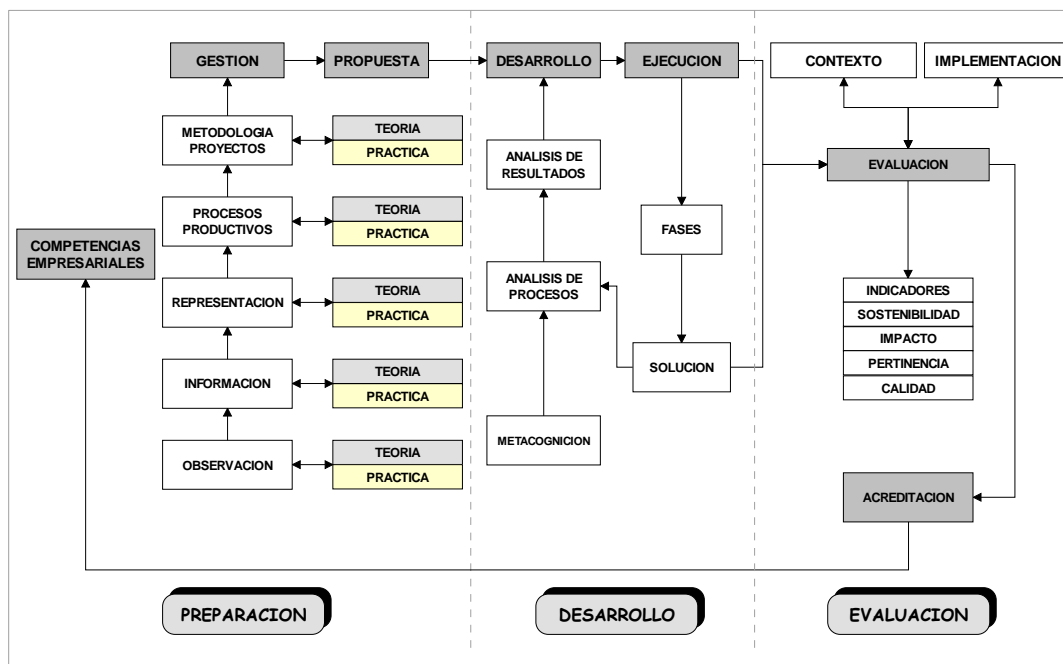 GESTION
PROPUESTA
METODOLOGIA
PROYECTOS
TEORIA
PRACTICA
PROCESOS
PRODUCTIVOS
TEORIA
PRACTICA
COMPETENCIAS
EMPRESARIALES
REPRESENTACION
TEORIA
PRACTICA
INFORMACION
TEORIA
PRACTICA
OBSERVACION
TEORIA
PRACTICA
PREPARACION
DESARROLLO
EJECUCION
ANALISIS DE
RESULTADOS
FASES
ANALISIS DE
PROCESOS
SOLUCION
METACOGNICION
DESARROLLO
CONTEXTO
IMPLEMENTACION
EVALUACION
INDICADORES
SOSTENIBILIDAD
IMPACTO
PERTINENCIA
CALIDAD
ACREDITACION
EVALUACION